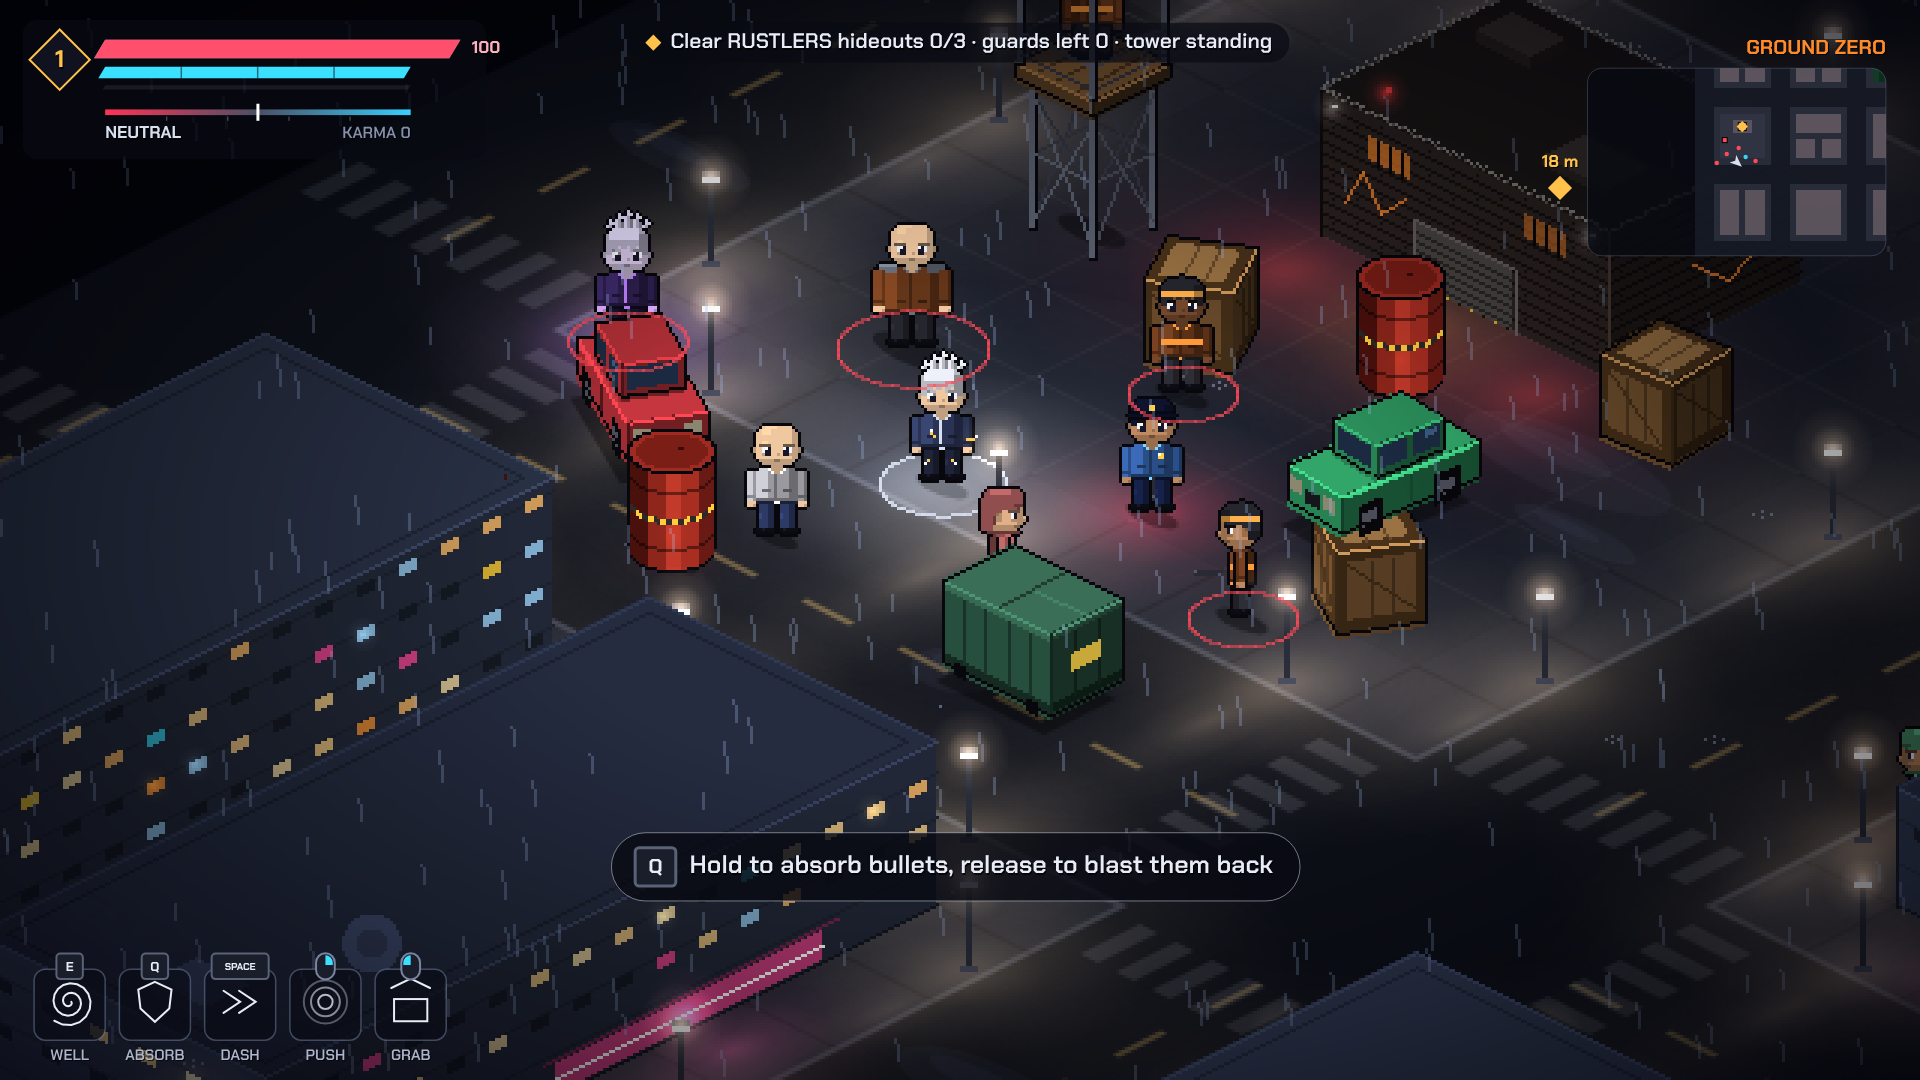 1
100
NEUTRAL
KARMA 0
Clear RUSTLERS hideouts 0/3 · guards left 0 · tower standing
GROUND ZERO
18 m
Q Hold to absorb bullets, release to blast them back
E
Q
SPACE
WELL
ABSORB
DASH
PUSH
GRAB